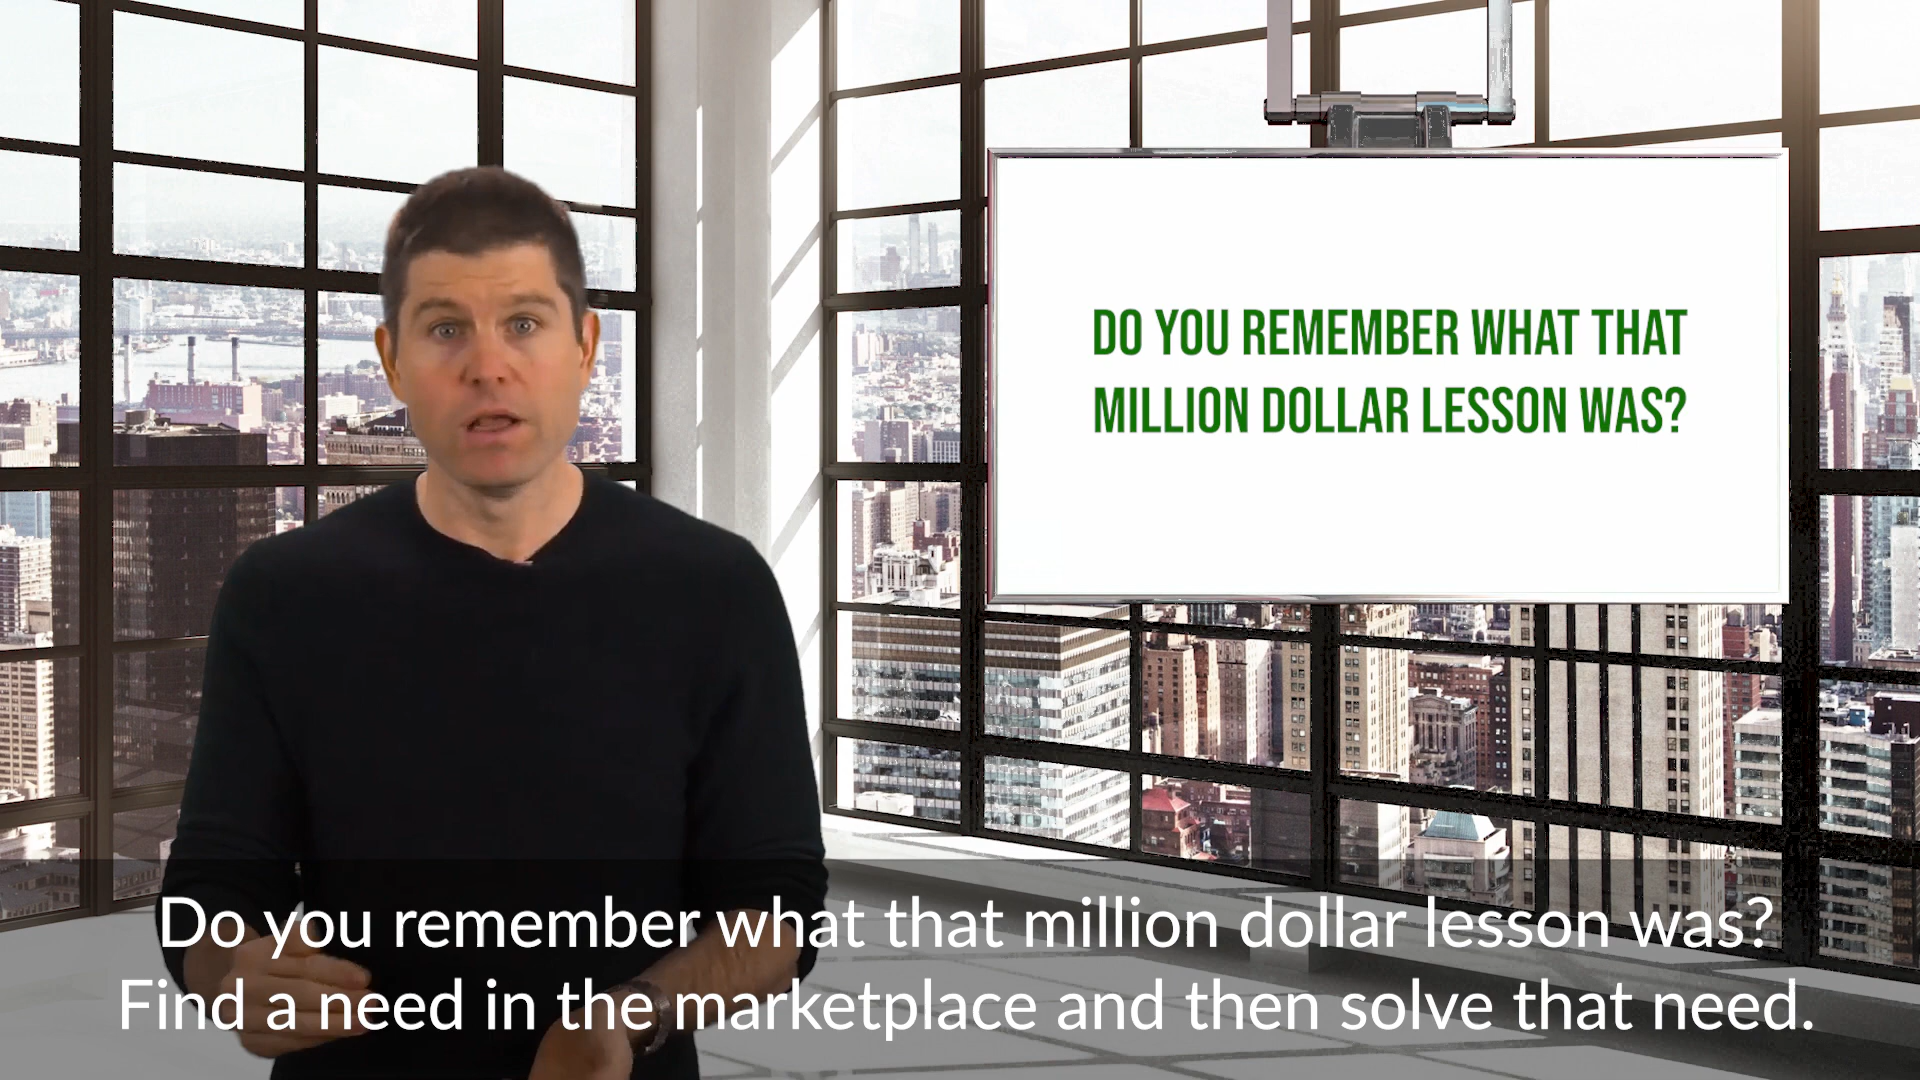 DO YOU REMEMBER WHAT THAT
MILLION DOLLAR LESSON WAS?
Do you remember what that million dollar lesson was?
Find a need in the marketplace and then solve that need.